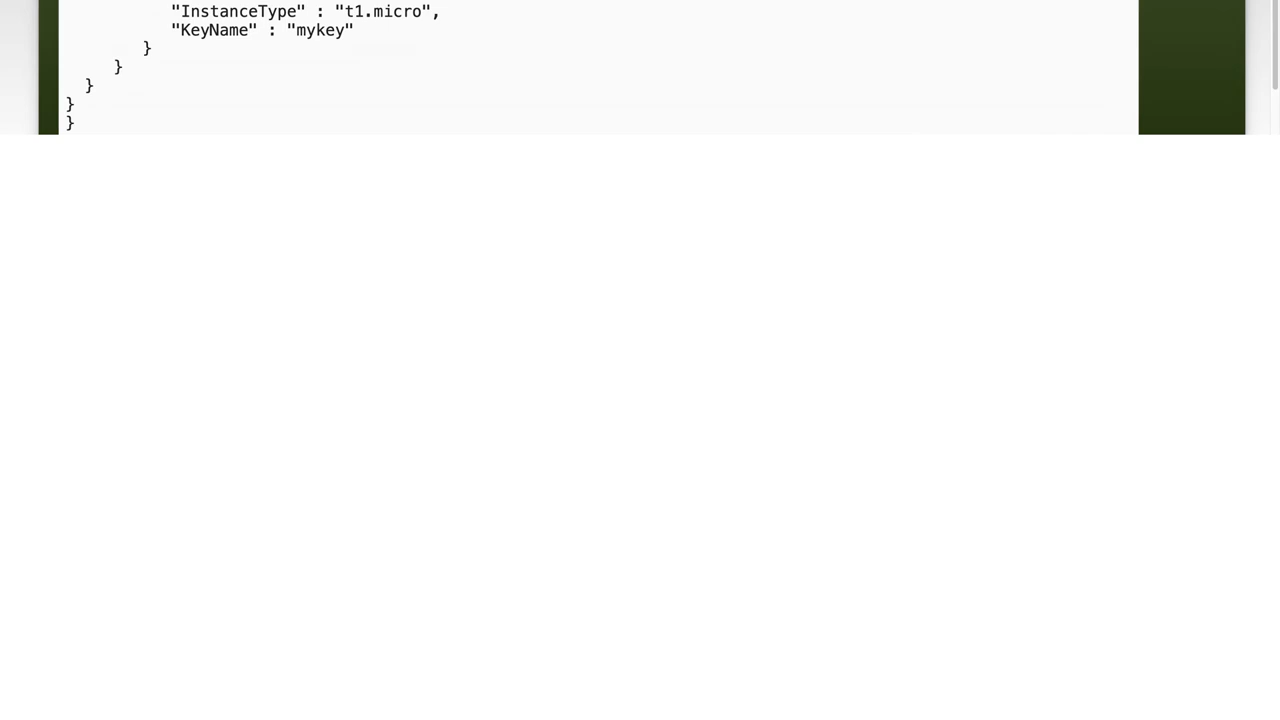 "InstanceType" : "t1.micro",
"KeyName" : "mykey"
}
}
}
}
}